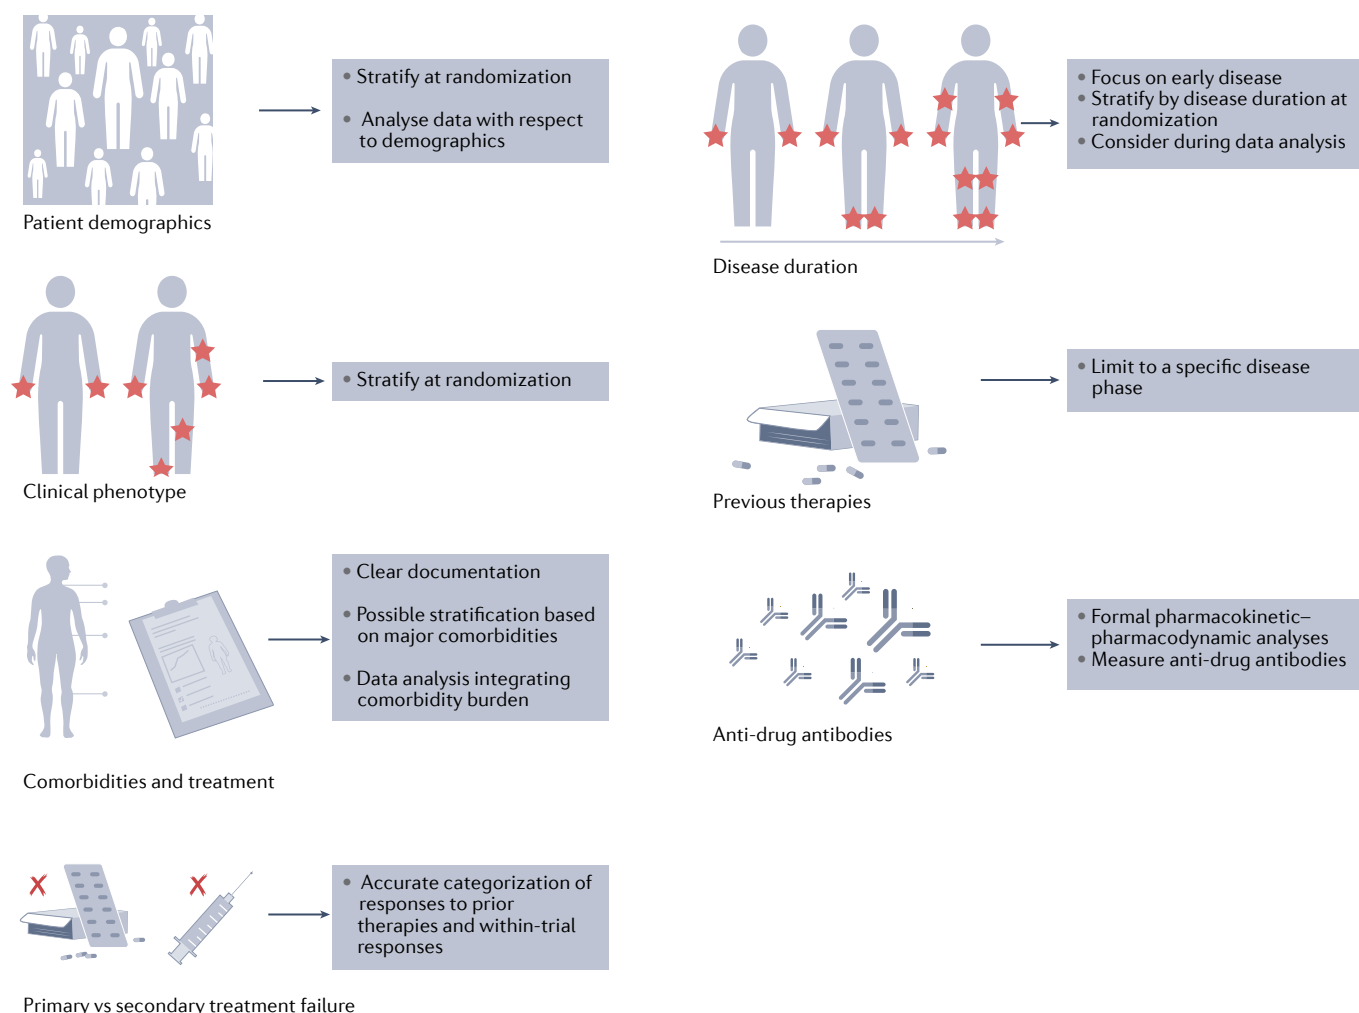 • Stratify at randomization
• Analyse data with respect
to demographics
Patient demographics
• Stratify at randomization
Clinical phenotype
• Clear documentation
• Possible stratification based
on major comorbidities
• Data analysis integrating
comorbidity burden
Comorbidities and treatment
• Accurate categorization of
responses to prior
therapies and within-trial
responses
Primary vs secondary treatment failure
• Focus on early disease
• Stratify by disease duration at
randomization
• Consider during data analysis
Disease duration
• Limit to a specific disease
phase
Previous therapies
• Formal pharmacokinetic–
pharmacodynamic analyses
• Measure anti-drug antibodies
Anti-drug antibodies